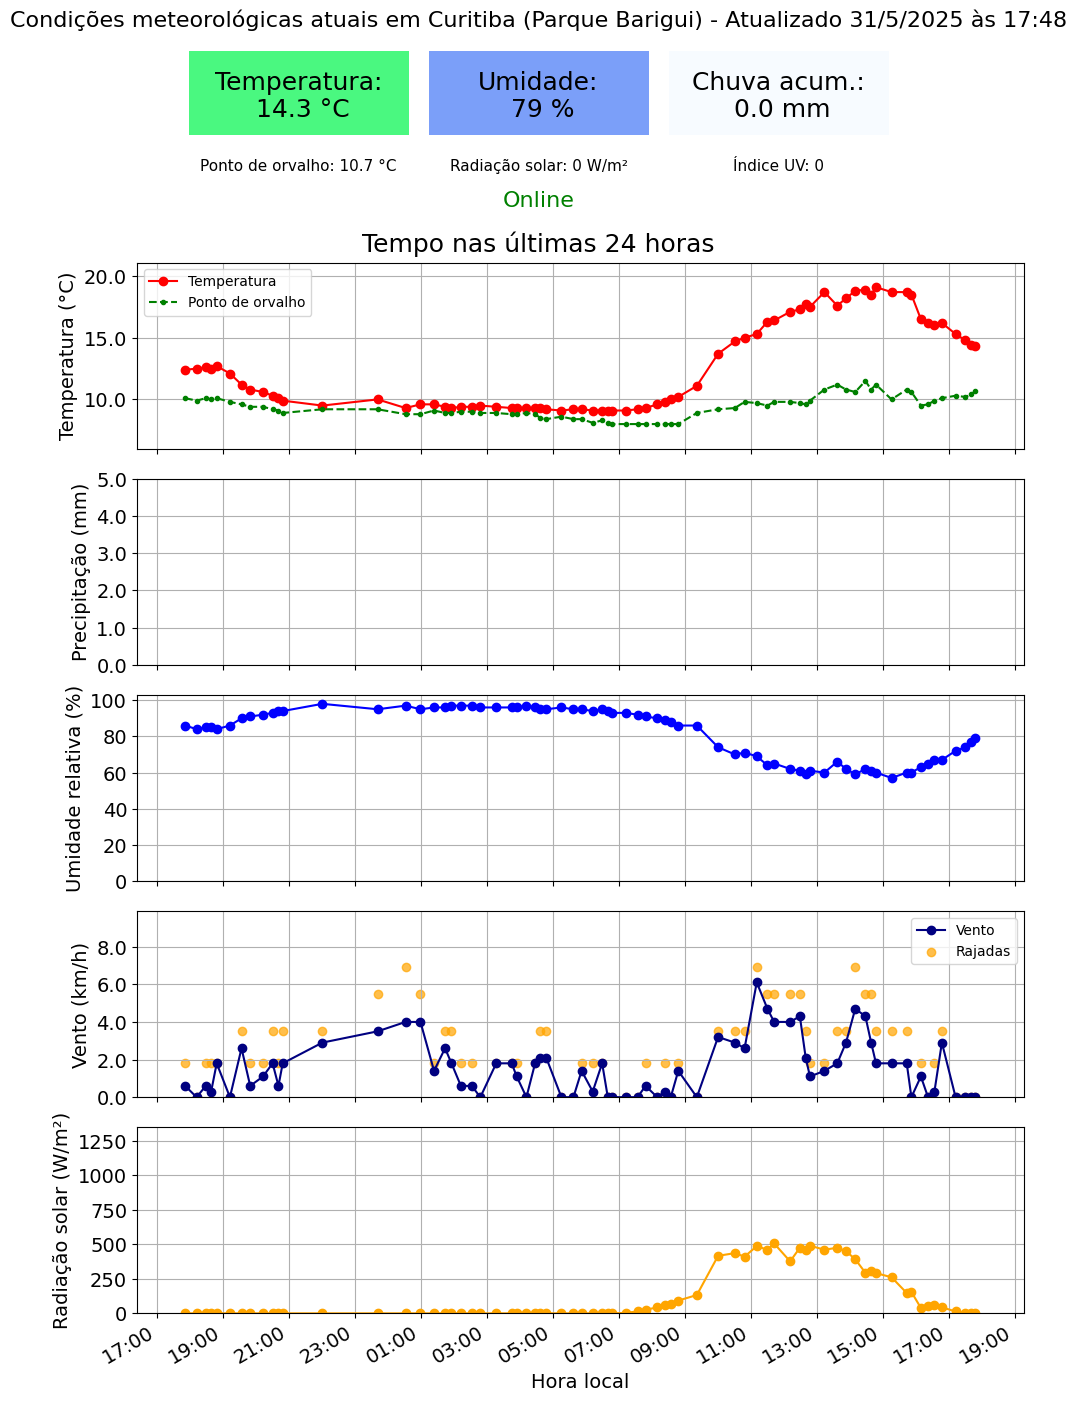 Condições meteorológicas atuais em Curitiba (Parque Barigui) - Atualizado 31/5/2025 às 17:48
Temperatura:
14.3 °C
Umidade:
79 %
Chuva acum.:
0.0 mm
Ponto de orvalho: 10.7 °C
Radiação solar: 0 W/m²
Índice UV: 0
Online
Tempo nas últimas 24 horas
Temperatura (°C)
20.0
15.0
10.0
Temperatura
Ponto de orvalho
Precipitação (mm)
5.0
4.0
3.0
2.0
1.0
0.0
Umidade relativa (%)
100
80
60
40
20
0
Vento (km/h)
8.0
6.0
4.0
2.0
0.0
Vento
Rajadas
Radiação solar (W/m²)
1250
1000
750
500
250
0
17:00
19:00
21:00
23:00
01:00
03:00
05:00
07:00
09:00
11:00
13:00
15:00
17:00
19:00
Hora local